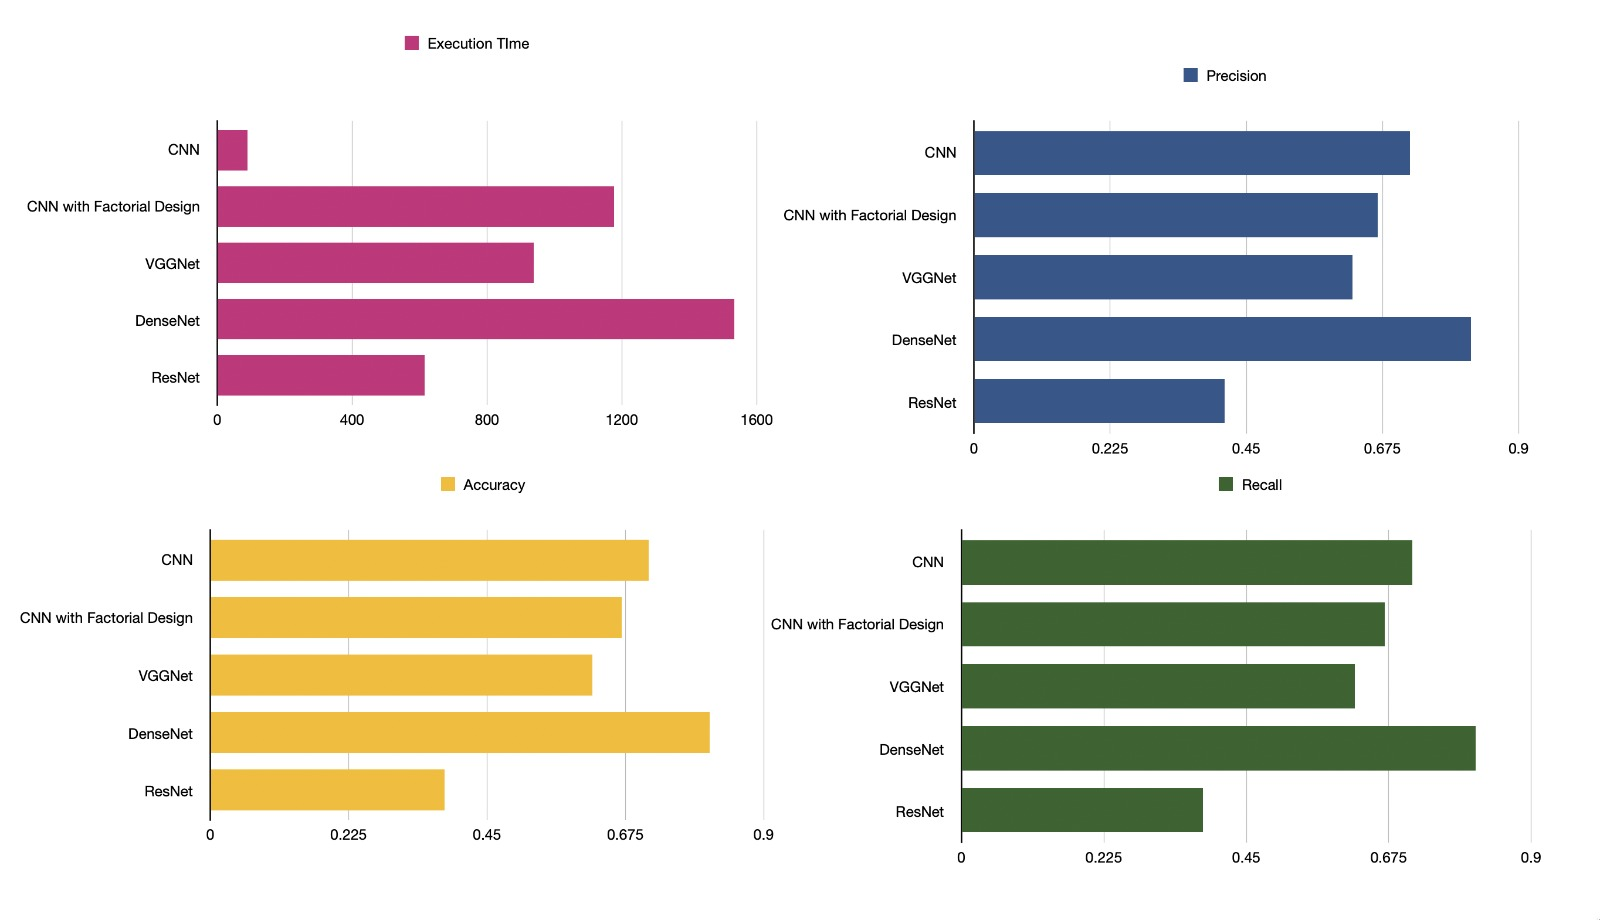 Execution TIme
CNN
CNN with Factorial Design
VGGNet
DenseNet
ResNet
0 400 800 1200 1600
Precision
CNN
CNN with Factorial Design
VGGNet
DenseNet
ResNet
0 0.225 0.45 0.675 0.9
Accuracy
CNN
CNN with Factorial Design
VGGNet
DenseNet
ResNet
0 0.225 0.45 0.675 0.9
Recall
CNN
CNN with Factorial Design
VGGNet
DenseNet
ResNet
0 0.225 0.45 0.675 0.9